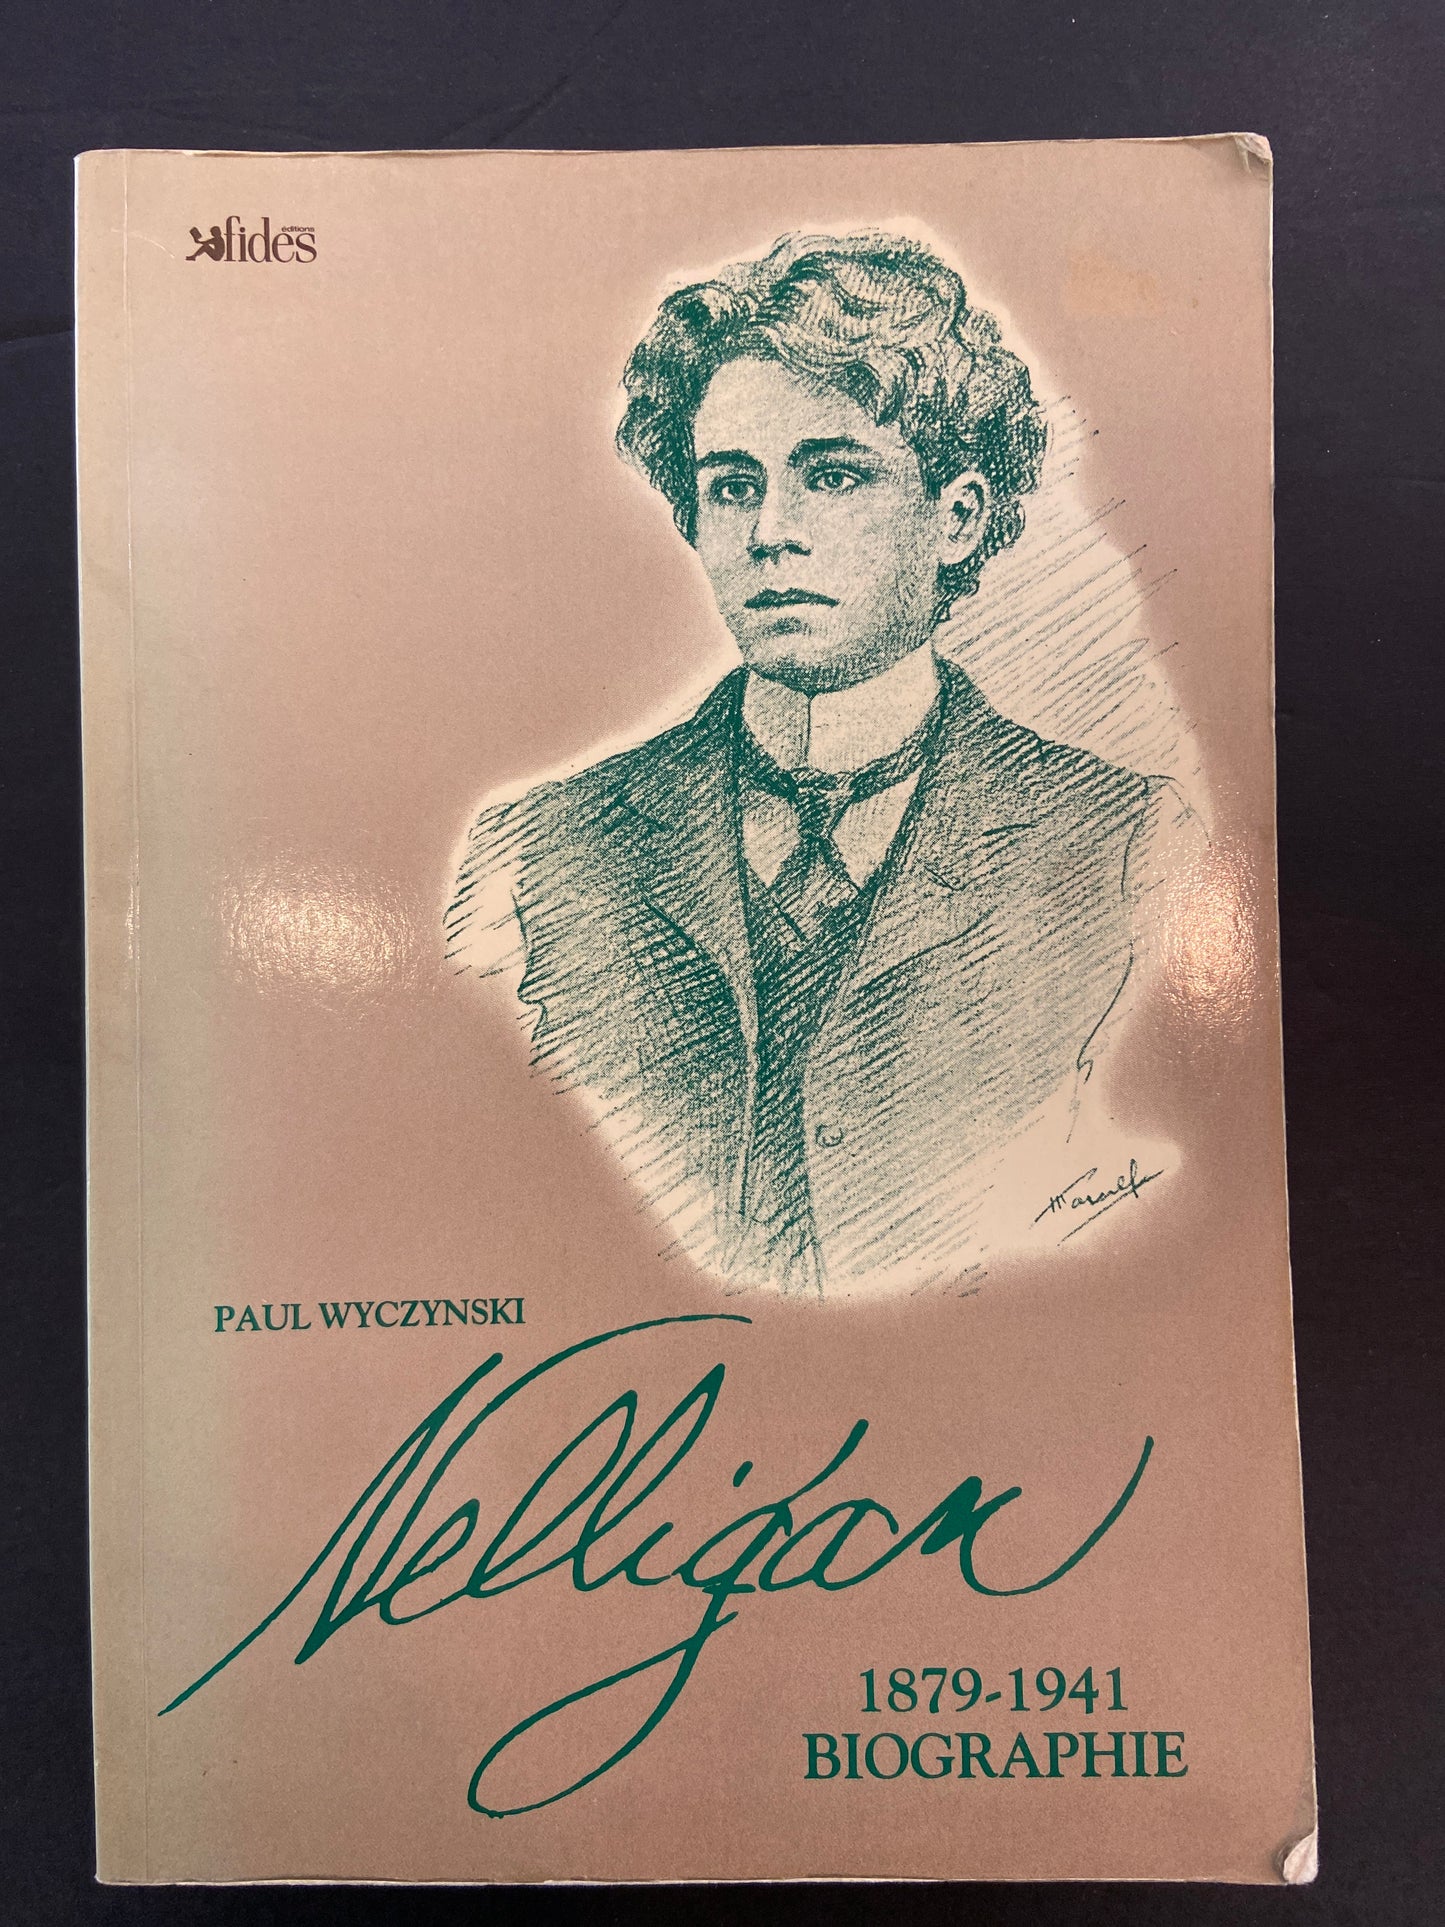 éditions
fides
PAUL WYCZYNSKI
Nelligan
1879-1941
BIOGRAPHIE